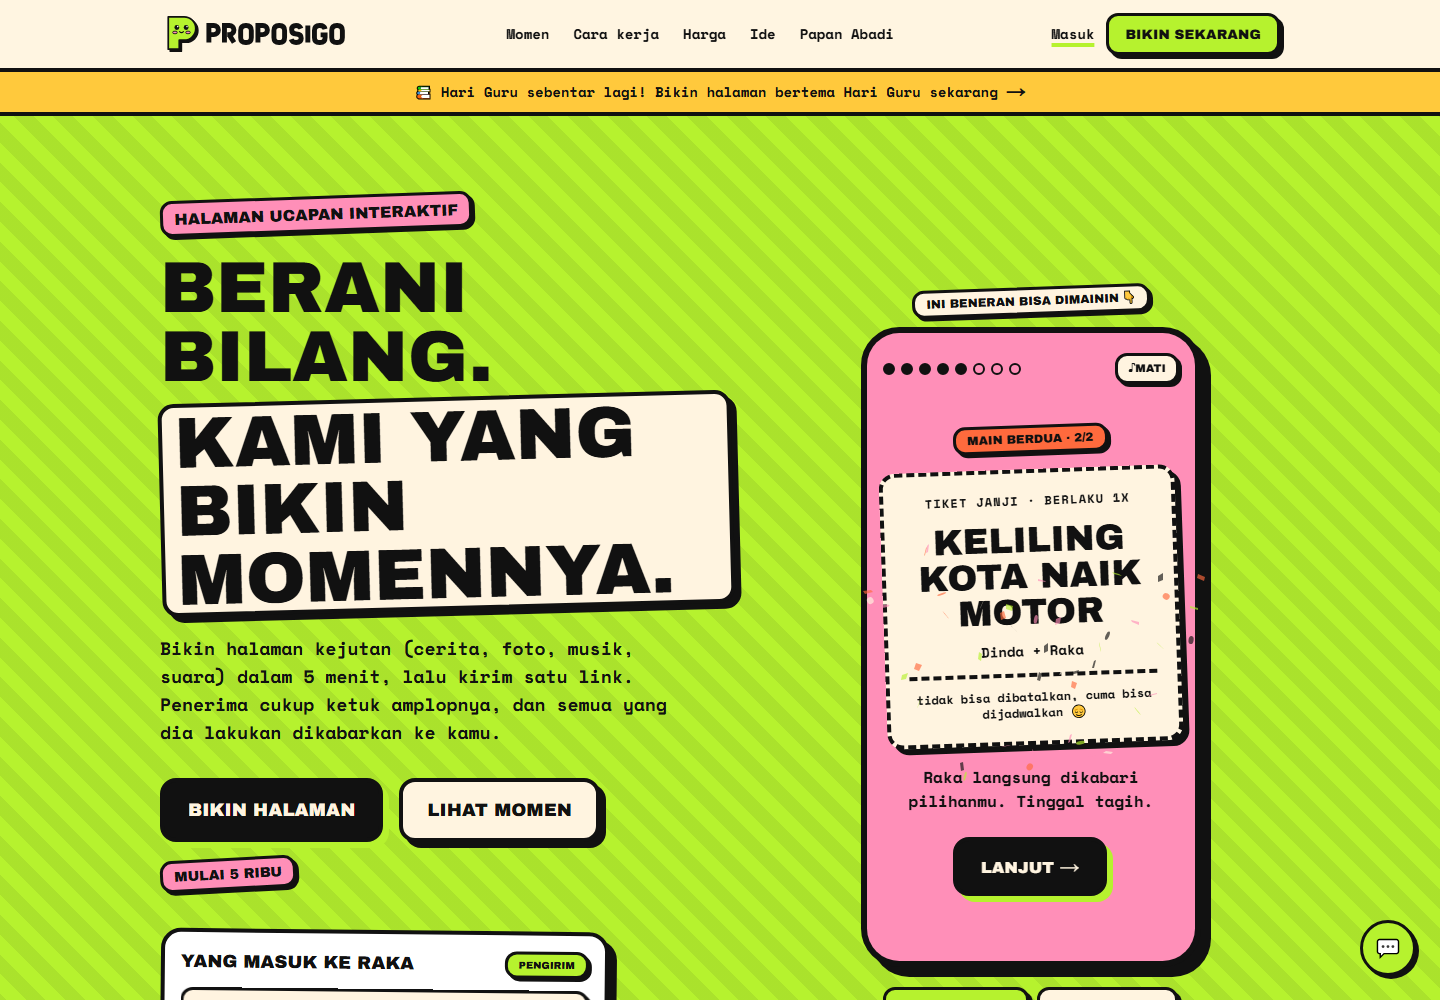 PROPOSIGO
Momen Cara kerja Harga Ide Papan Abadi
Masuk
BIKIN SEKARANG
📚 Hari Guru sebentar lagi! Bikin halaman bertema Hari Guru sekarang →
HALAMAN UCAPAN INTERAKTIF
BERANI
BILANG.
KAMI YANG
BIKIN
MOMENNYA.
Bikin halaman kejutan (cerita, foto, musik,
suara) dalam 5 menit, lalu kirim satu link.
Penerima cukup ketuk amplopnya, dan semua yang
dia lakukan dikabarkan ke kamu.
BIKIN HALAMAN
LIHAT MOMEN
MULAI 5 RIBU
YANG MASUK KE RAKA
PENGIRIM
INI BENERAN BISA DIMAININ 👇
♪MATI
MAIN BERDUA · 2/2
TIKET JANJI · BERLAKU 1X
KELILING
KOTA NAIK
MOTOR
Dinda + Raka
tidak bisa dibatalkan, cuma bisa
dijadwalkan 😌
Raka langsung dikabari
pilihanmu. Tinggal tagih.
LANJUT →